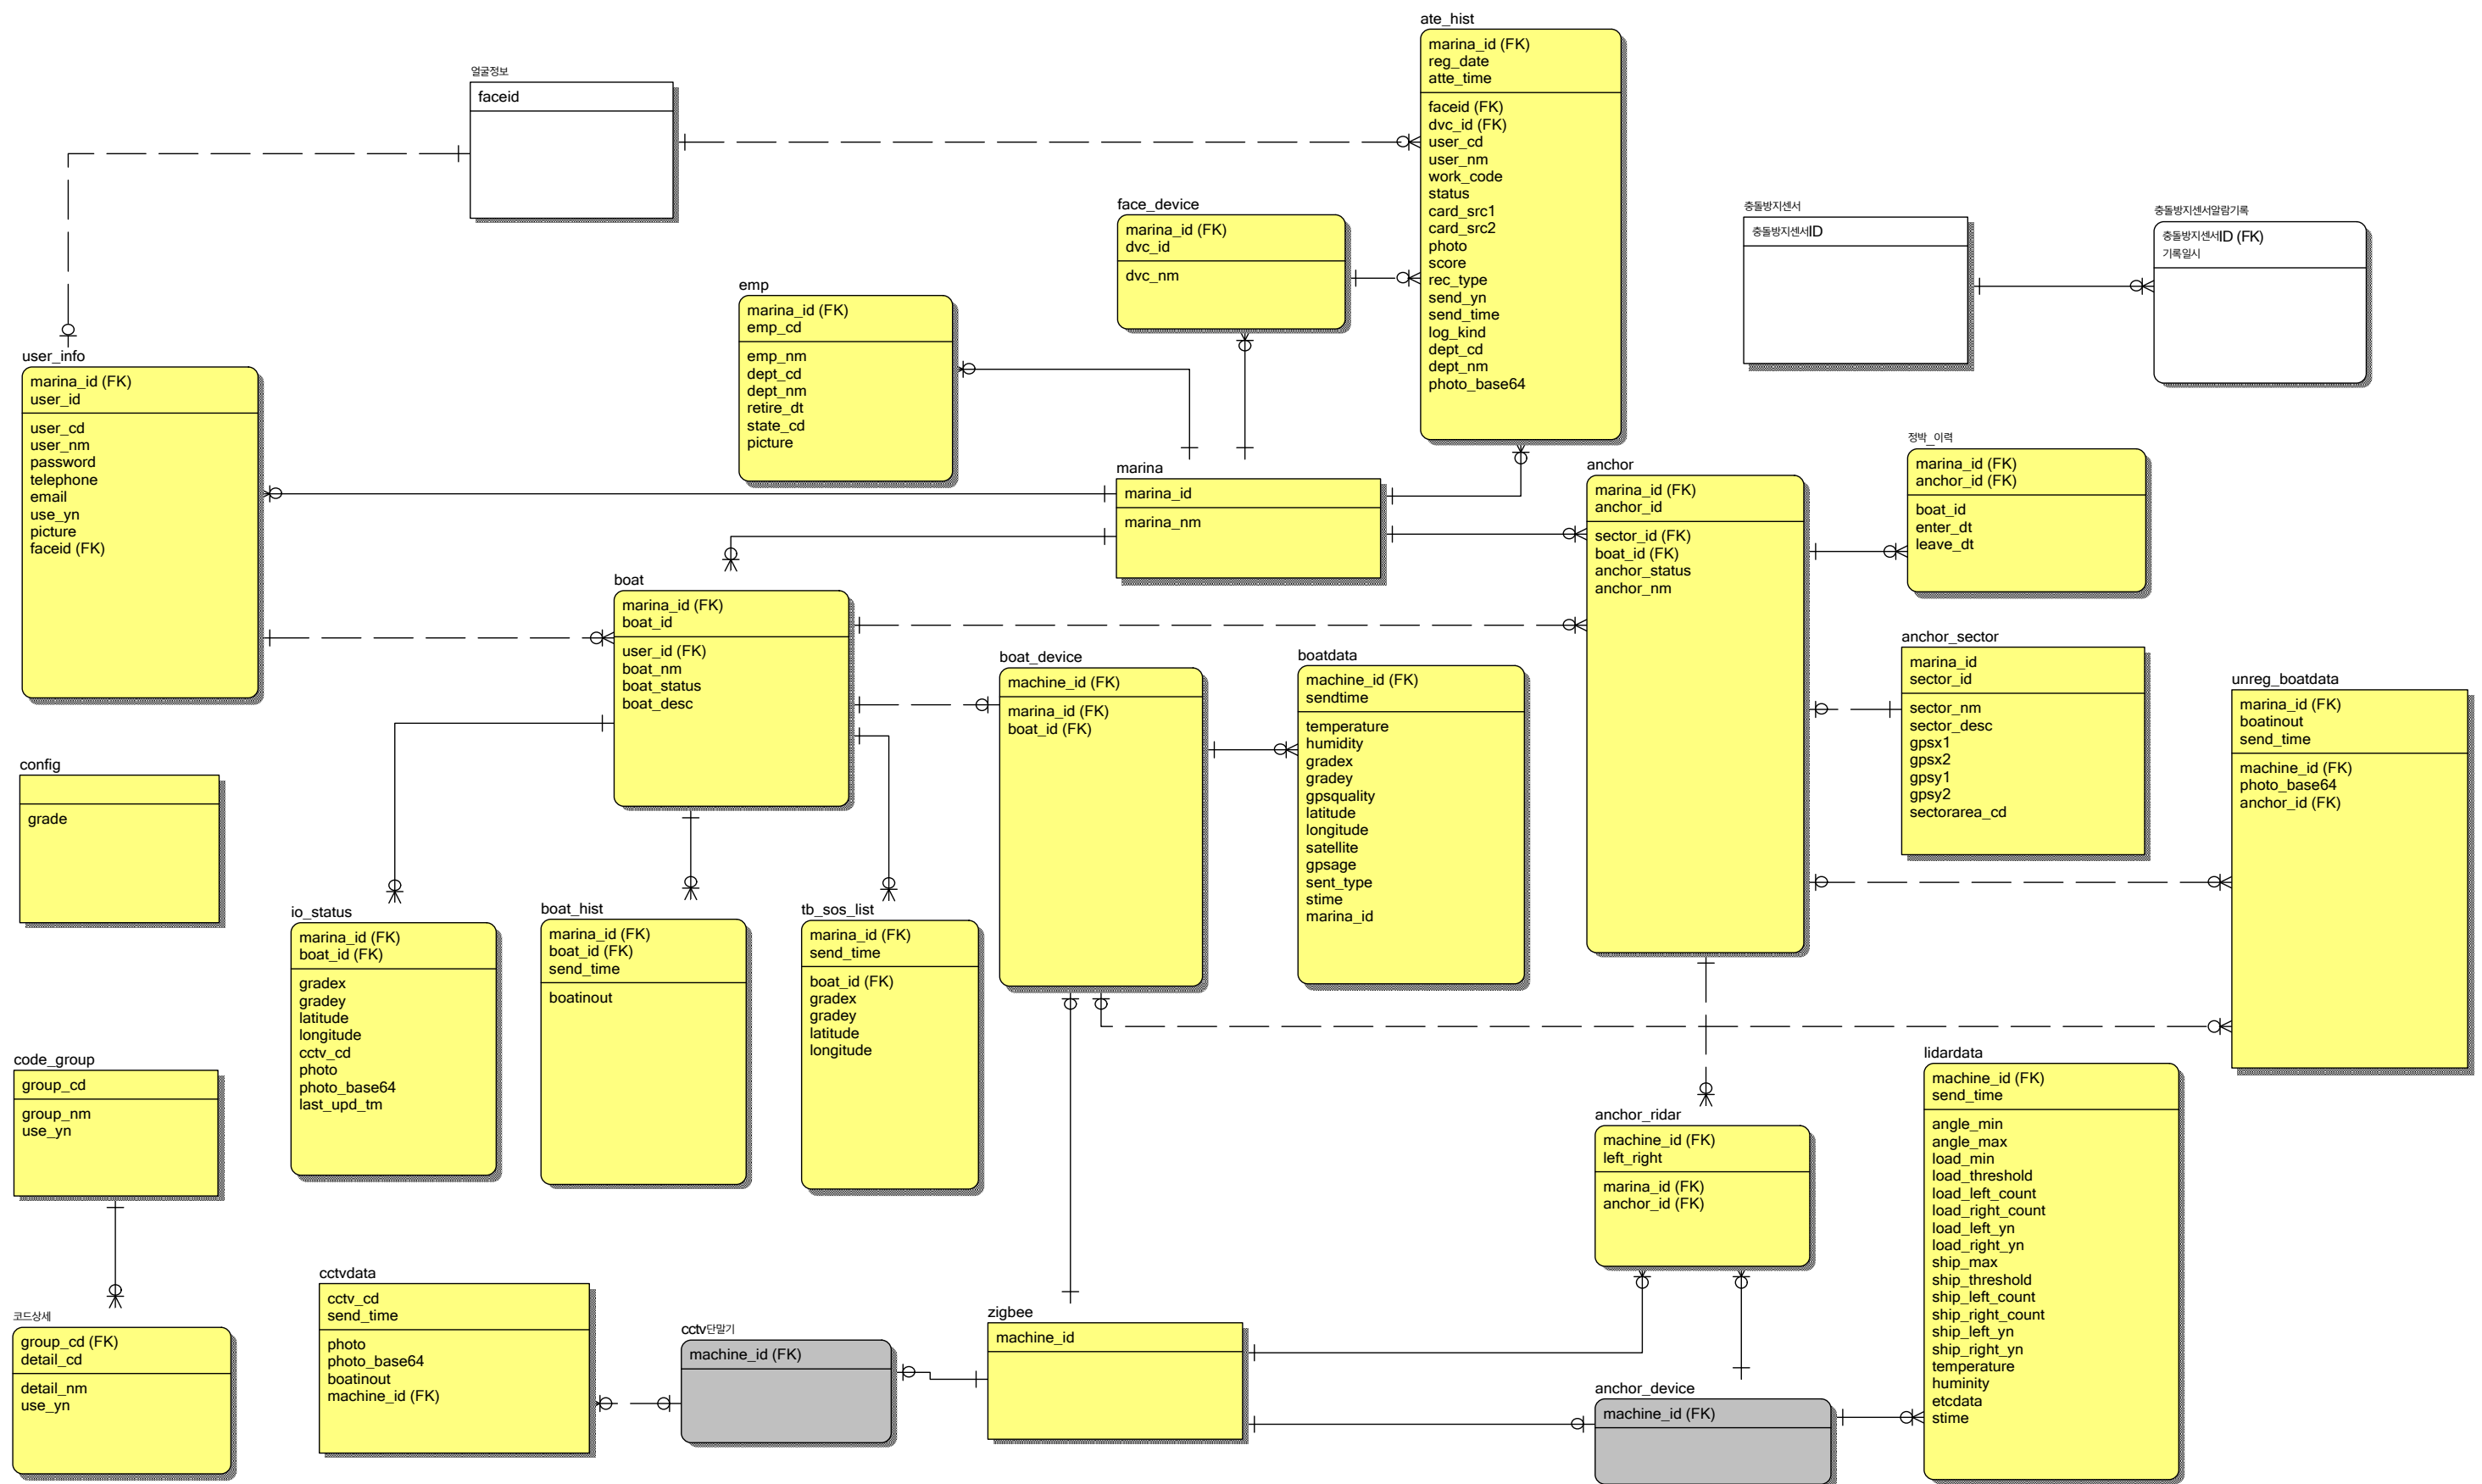 ate_hist
marina_id (FK)
reg_date
atte_time
faceid (FK)
dvc_id (FK)
user_cd
user_nm
work_code
status
card_src1
card_src2
photo
score
rec_type
send_yn
send_time
log_kind
dept_cd
dept_nm
photo_base64
얼굴정보
faceid
face_device
marina_id (FK)
dvc_id
dvc_nm
충돌방지센서
충돌방지센서ID
충돌방지센서알람기록
충돌방지센서ID (FK)
기록일시
emp
marina_id (FK)
emp_cd
emp_nm
dept_cd
dept_nm
retire_dt
state_cd
picture
user_info
marina_id (FK)
user_id
user_cd
user_nm
password
telephone
email
use_yn
picture
faceid (FK)
marina
marina_id
marina_nm
anchor
marina_id (FK)
anchor_id
sector_id (FK)
boat_id (FK)
anchor_status
anchor_nm
정박_이력
marina_id (FK)
anchor_id (FK)
boat_id
enter_dt
leave_dt
boat
marina_id (FK)
boat_id
user_id (FK)
boat_nm
boat_status
boat_desc
boat_device
machine_id (FK)
marina_id (FK)
boat_id (FK)
boatdata
machine_id (FK)
sendtime
temperature
humidity
gradex
gradey
gpsquality
latitude
longitude
satellite
gpsage
sent_type
stime
marina_id
anchor_sector
marina_id
sector_id
sector_nm
sector_desc
gpsx1
gpsx2
gpsy1
gpsy2
sectorarea_cd
unreg_boatdata
marina_id (FK)
boatinout
send_time
machine_id (FK)
photo_base64
anchor_id (FK)
config
grade
io_status
marina_id (FK)
boat_id (FK)
gradex
gradey
latitude
longitude
cctv_cd
photo
photo_base64
last_upd_tm
boat_hist
marina_id (FK)
boat_id (FK)
send_time
boatinout
tb_sos_list
marina_id (FK)
send_time
boat_id (FK)
gradex
gradey
latitude
longitude
code_group
group_cd
group_nm
use_yn
lidardata
machine_id (FK)
send_time
angle_min
angle_max
load_min
load_threshold
load_left_count
load_right_count
load_left_yn
load_right_yn
ship_max
ship_threshold
ship_left_count
ship_right_count
ship_left_yn
ship_right_yn
temperature
huminity
etcdata
stime
anchor_ridar
machine_id (FK)
left_right
marina_id (FK)
anchor_id (FK)
cctvdata
cctv_cd
send_time
photo
photo_base64
boatinout
machine_id (FK)
cctv단말기
machine_id (FK)
zigbee
machine_id
코드상세
group_cd (FK)
detail_cd
detail_nm
use_yn
anchor_device
machine_id (FK)